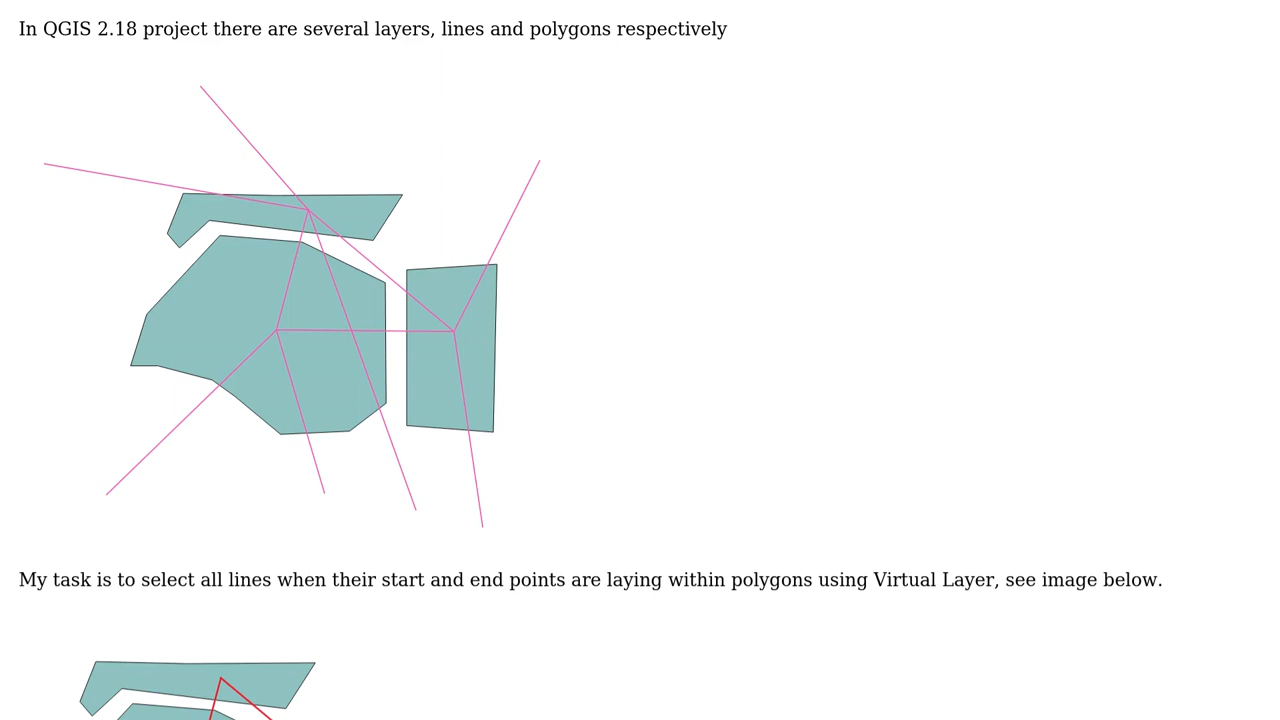 In QGIS 2.18 project there are several layers, lines and polygons respectively
My task is to select all lines when their start and end points are laying within polygons using Virtual Layer, see image below.